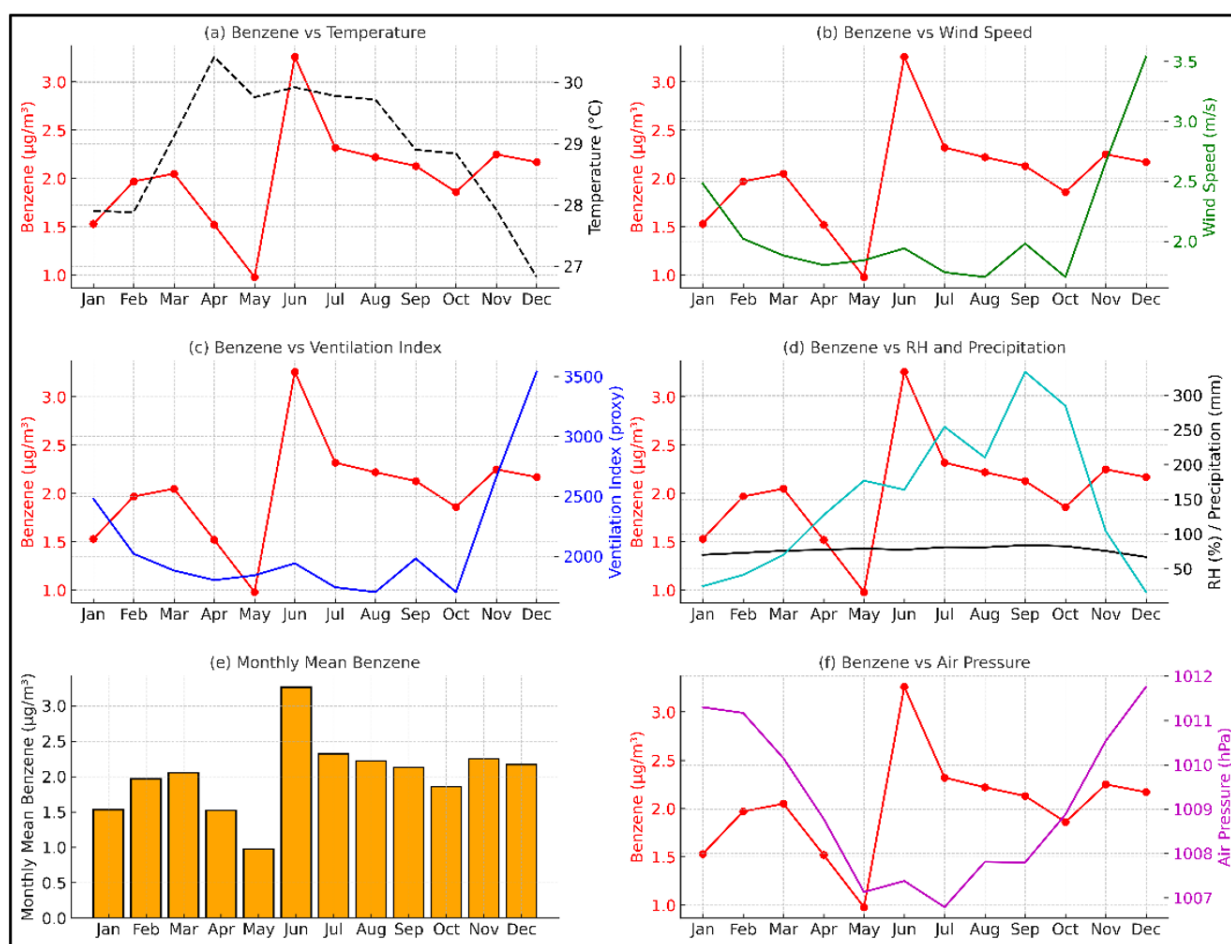 (a) Benzene vs Temperature
Benzene (µg/m³)
3.0
2.5
2.0
1.5
1.0
30
29
28
27
Temperature (°C)
Jan Feb Mar Apr May Jun Jul Aug Sep Oct Nov Dec
(b) Benzene vs Wind Speed
Benzene (µg/m³)
3.0
2.5
2.0
1.5
1.0
3.5
3.0
2.5
2.0
Wind Speed (m/s)
Jan Feb Mar Apr May Jun Jul Aug Sep Oct Nov Dec
(c) Benzene vs Ventilation Index
Benzene (µg/m³)
3.0
2.5
2.0
1.5
1.0
3500
3000
2500
2000
Ventilation Index (proxy)
Jan Feb Mar Apr May Jun Jul Aug Sep Oct Nov Dec
(d) Benzene vs RH and Precipitation
Benzene (µg/m³)
3.0
2.5
2.0
1.5
1.0
300
250
200
150
100
50
RH (%) / Precipitation (mm)
Jan Feb Mar Apr May Jun Jul Aug Sep Oct Nov Dec
(e) Monthly Mean Benzene
Monthly Mean Benzene (µg/m³)
3.0
2.5
2.0
1.5
1.0
0.5
0.0
Jan Feb Mar Apr May Jun Jul Aug Sep Oct Nov Dec
(f) Benzene vs Air Pressure
Benzene (µg/m³)
3.0
2.5
2.0
1.5
1.0
1012
1011
1010
1009
1008
1007
Air Pressure (hPa)
Jan Feb Mar Apr May Jun Jul Aug Sep Oct Nov Dec